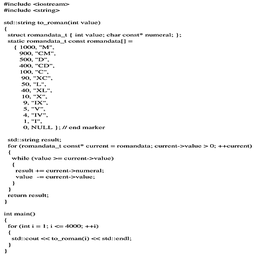 #include <iostream>
#include <string>
std::string to_roman(int value)
{
struct romandata_t { int value; char const* numeral; };
static romandata_t const romandata[] =
{ 1000, "M",
900, "CM",
500, "D",
400, "CD",
100, "C",
90, "XC",
50, "L",
40, "XL",
10, "X",
9, "IX",
5, "V",
4, "IV",
1, "I",
0, NULL }; // end marker
std::string result;
for (romandata_t const* current = romandata; current->value > 0; ++current)
{
while (value >= current->value)
{
result += current->numeral;
value -= current->value;
}
}
return result;
}
int main()
{
for (int i = 1; i <= 4000; ++i)
{
std::cout << to_roman(i) << std::endl;
}
}